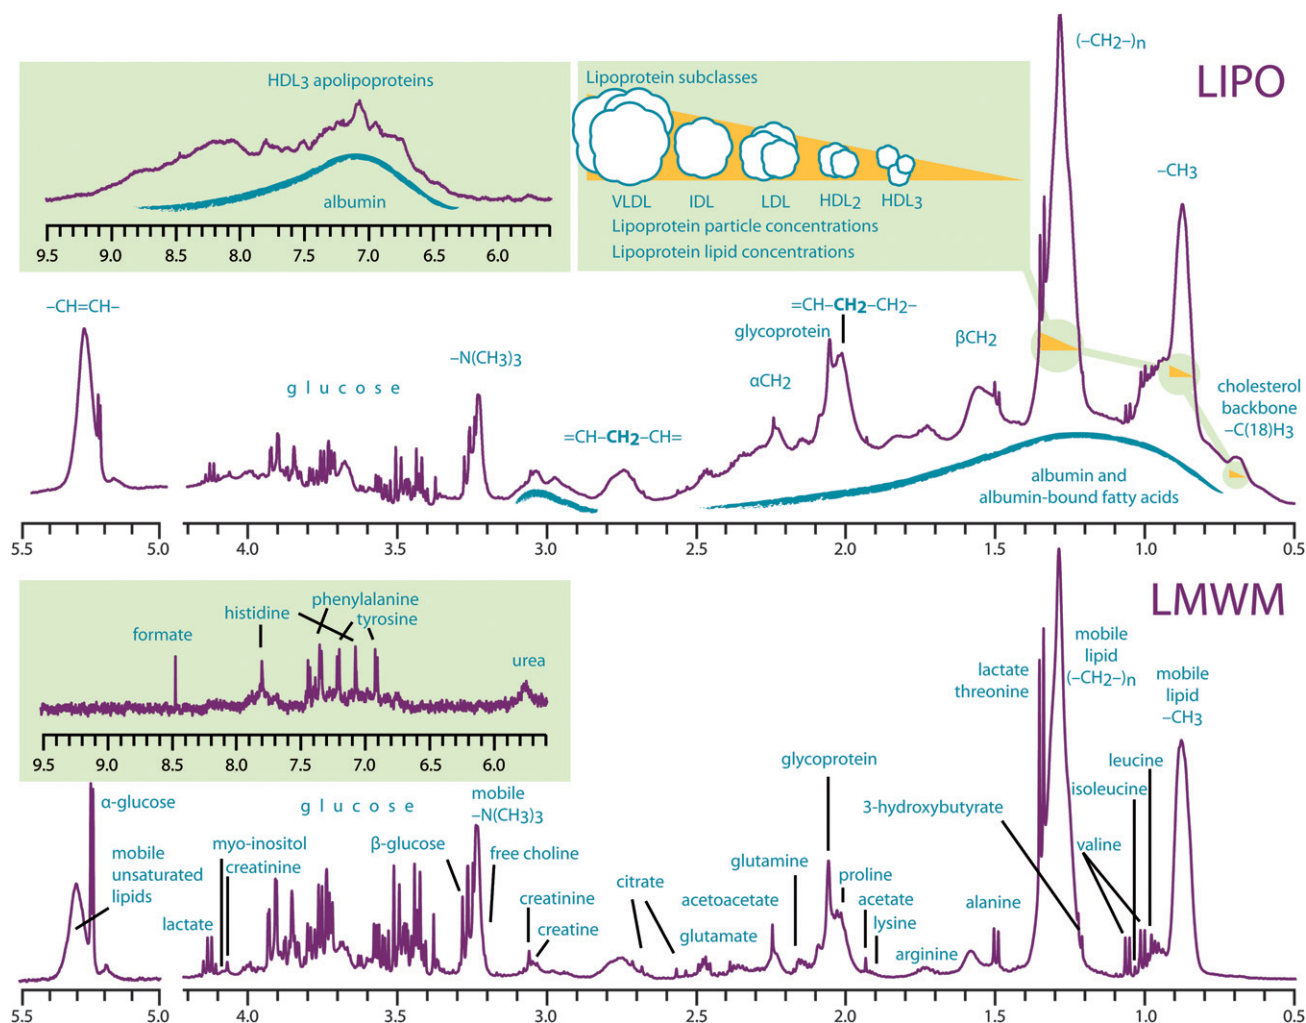 LIPO
(–CH2–)n
HDL3 apolipoproteins
albumin
9.5 9.0 8.5 8.0 7.5 7.0 6.5 6.0
Lipoprotein subclasses
VLDL IDL LDL HDL2 HDL3
Lipoprotein particle concentrations
Lipoprotein lipid concentrations
–CH3
–CH=CH–
glucose
–N(CH3)3
=CH–CH2–CH=
αCH2
glycoprotein
=CH–CH2–CH2–
βCH2
cholesterol
backbone
–C(18)H3
albumin and
albumin-bound fatty acids
5.5 5.0 4.0 3.5 3.0 2.5 2.0 1.5 1.0 0.5
LMWM
formate
histidine
phenylalanine
tyrosine
urea
9.5 9.0 8.5 8.0 7.5 7.0 6.5 6.0
α-glucose
mobile
unsaturated
lipids
glucose
myo-inositol
creatinine
lactate
β-glucose
mobile
–N(CH3)3
free choline
creatinine
creatine
citrate
acetoacetate
glutamate
glutamine
glycoprotein
proline
acetate
lysine
arginine
3-hydroxybutyrate
alanine
lactate
threonine
mobile
lipid
(–CH2–)n
valine
isoleucine
leucine
mobile
lipid
–CH3
5.5 5.0 4.0 3.5 3.0 2.5 2.0 1.5 1.0 0.5